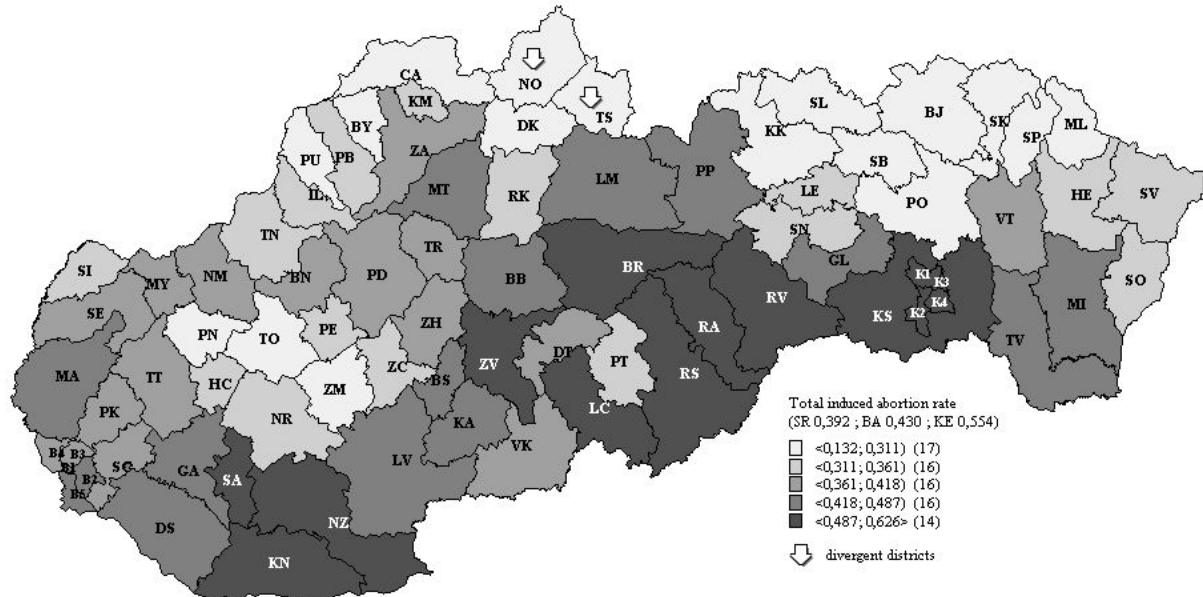 CA
NO
TS
KM
BY
DK
PU
PB
ZA
IL
MT
RK
LM
PP
KK
SL
BJ
SK
SP
ML
SB
LE
PO
HE
SV
VT
SN
GL
TN
SI
MY
NM
BN
PD
TR
BB
BR
RV
K1
K3
K4
K2
KS
SO
MI
TV
SE
PN
TO
PE
ZH
ZV
DT
PT
RA
RS
MA
TT
HC
ZM
ZC
BS
LC
PK
NR
KA
VK
B4
B3
B1
B2
B5
SC
GA
SA
LV
DS
NZ
KN
Total induced abortion rate
(SR 0,392 ; BA 0,430 ; KE 0,554)
<0,132; 0,311) (17)
<0,311; 0,361) (16)
<0,361; 0,418) (16)
<0,418; 0,487) (16)
<0,487; 0,626> (14)
divergent districts